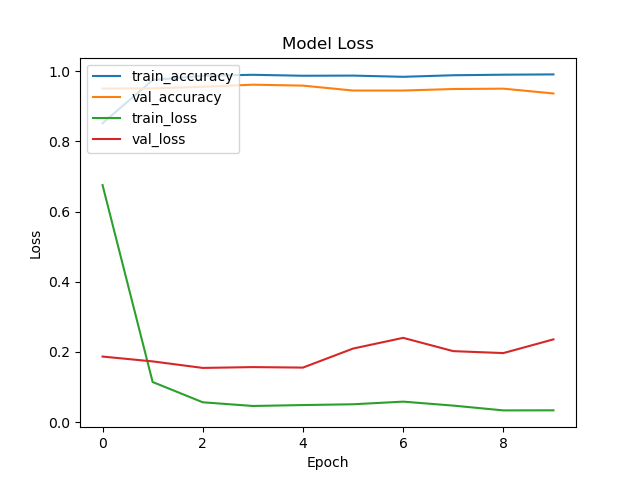 Model Loss
train_accuracy
val_accuracy
train_loss
val_loss
1.0
0.8
0.6
0.4
0.2
0.0
Loss
0 2 4 6 8
Epoch